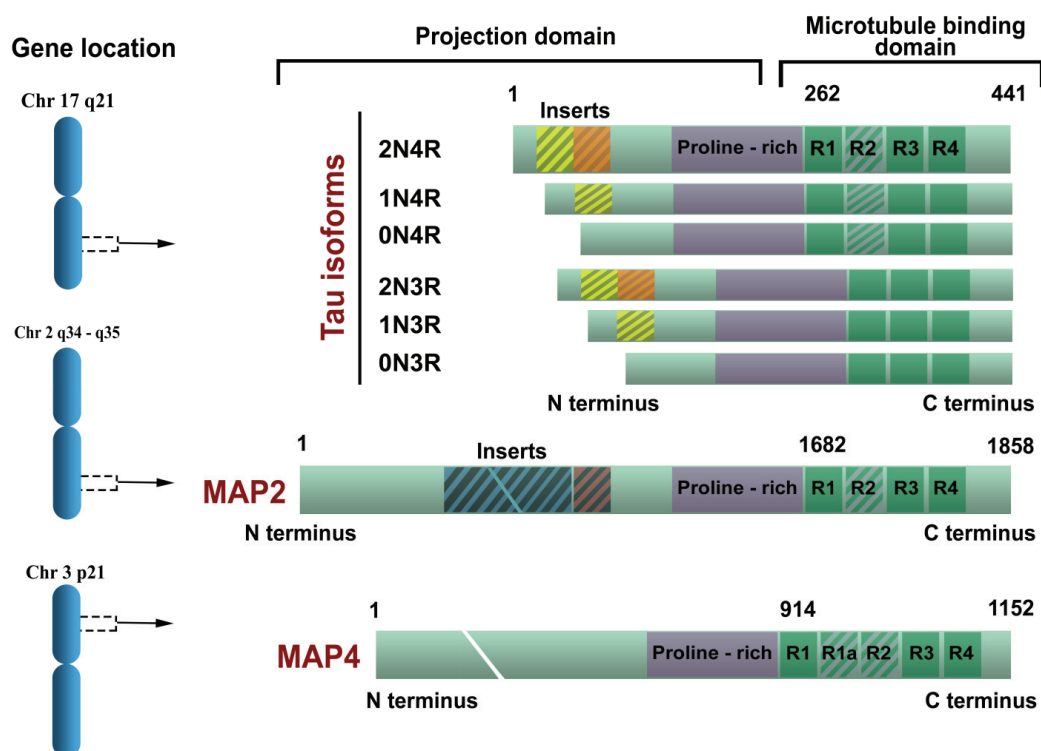 Gene location
Projection domain
Microtubule binding
domain
Chr 17 q21
1
262
441
Inserts
Tau isoforms
2N4R
Proline - rich
R1
R2
R3
R4
1N4R
0N4R
2N3R
1N3R
0N3R
N terminus
C terminus
Chr 2 q34 - q35
1
Inserts
1682
1858
MAP2
Proline - rich
R1
R2
R3
R4
N terminus
C terminus
Chr 3 p21
1
914
1152
MAP4
Proline - rich
R1
R1a
R2
R3
R4
N terminus
C terminus